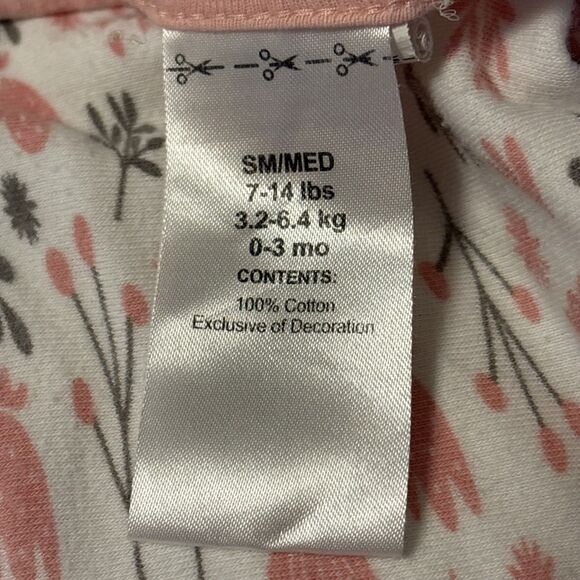 SM/MED
7-14 lbs
3.2-6.4 kg
0-3 mo
CONTENTS:
100% Cotton
Exclusive of Decoration